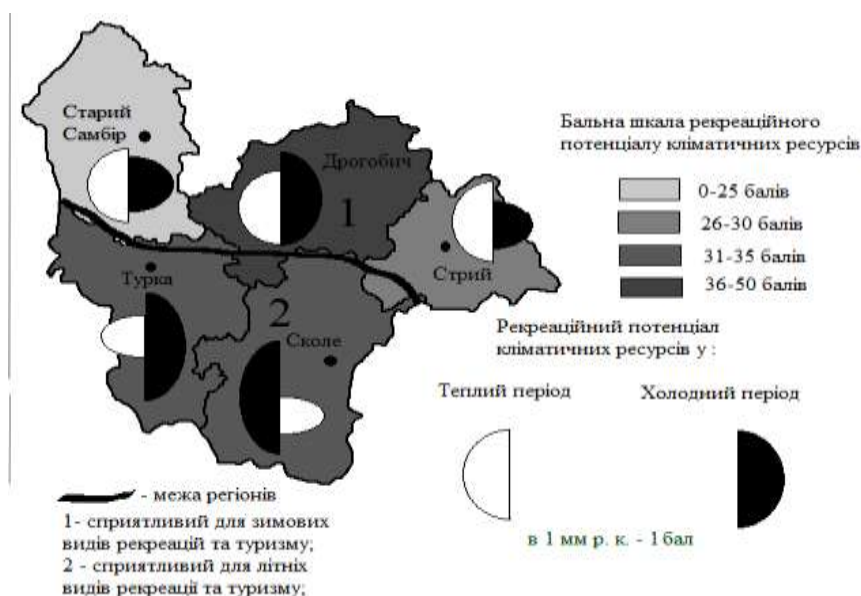 Старий
Самбір
Дрогобич
1
Стрий
Турка
2
Сколе
Бальна шкала рекреаційного
потенціалу кліматичних ресурсів
0-25 балів
26-30 балів
31-35 балів
36-50 балів
Рекреаційний потенціал
кліматичних ресурсів у :
Теплий період
Холодний період
в 1 мм р. к. - 1 бал
- межа регіонів
1- сприятливий для зимових
видів рекреацій та туризму;
2 - сприятливий для літніх
видів рекреації та туризму;